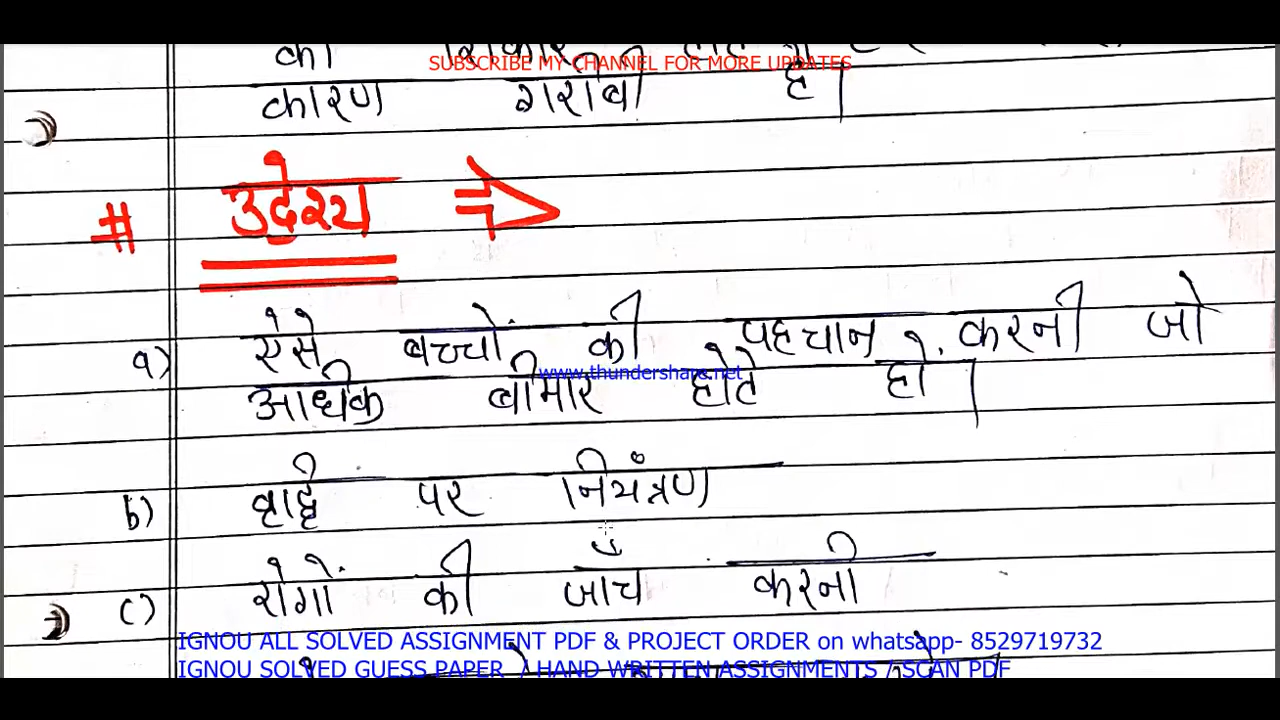 का शिकार होते है
SUBSCRIBE MY CHANNEL FOR MORE UPDATES
कारण गरीबी है।
# उद्देश्य ⇒
a) ऐसे बच्चों की पहचान करनी जो
www.thundershare.net
अधिक बीमार होते हो।
b) वृद्धि पर नियंत्रण
c) रोगों की जाँच करनी
IGNOU ALL SOLVED ASSIGNMENT PDF & PROJECT ORDER on whatsapp- 8529719732
IGNOU SOLVED GUESS PAPER / HAND WRITTEN ASSIGNMENTS / SCAN PDF